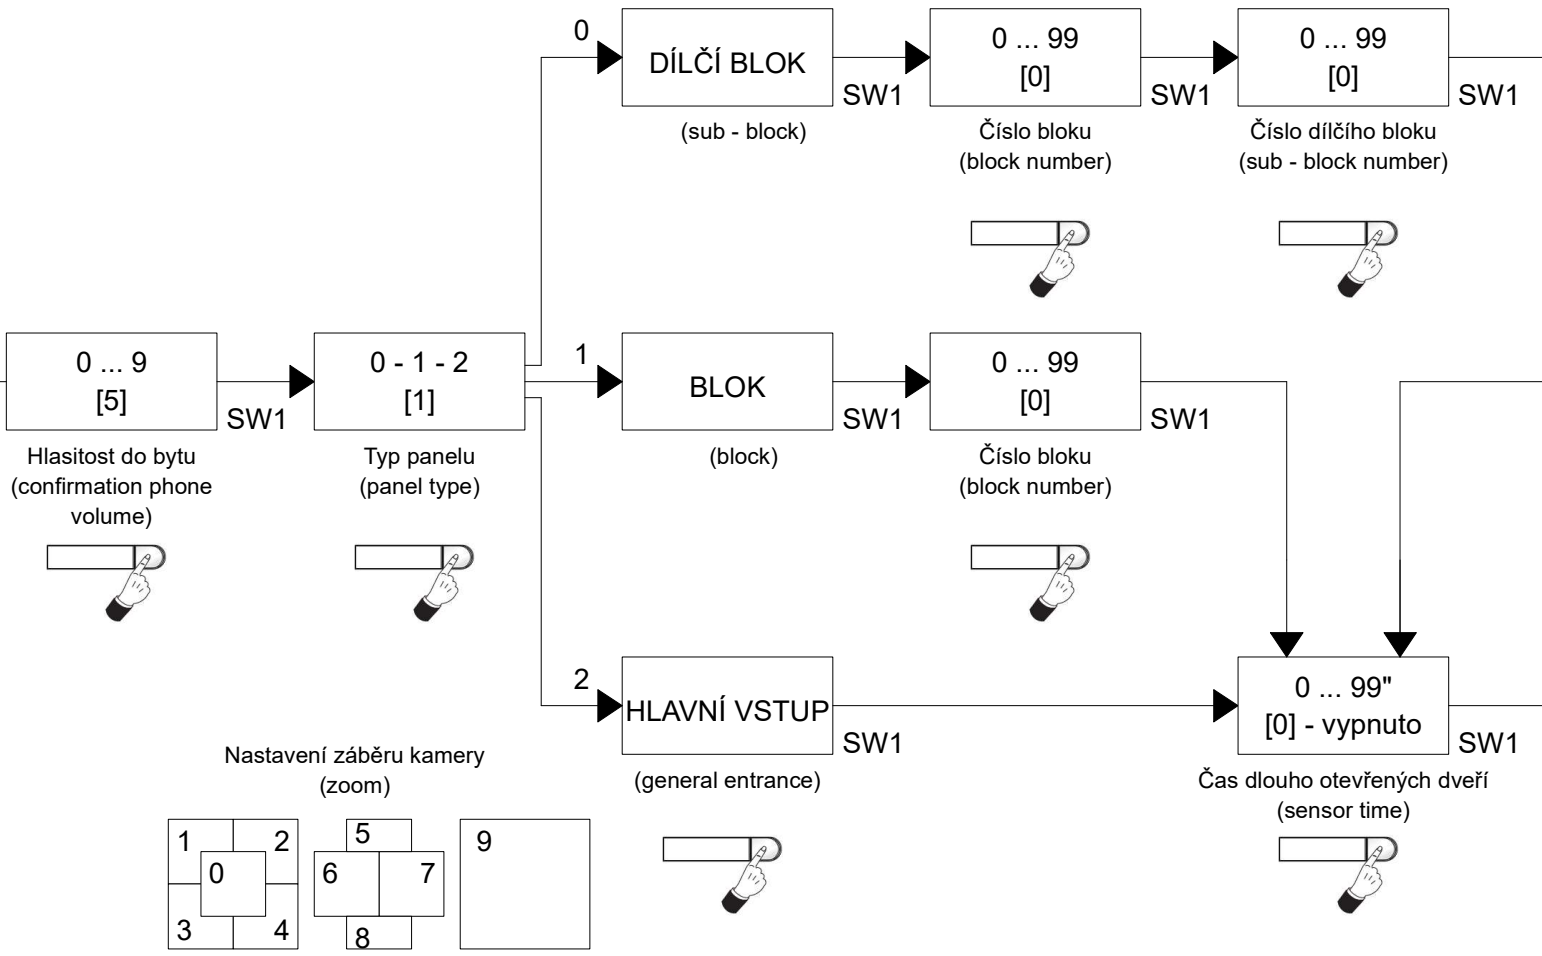 0
DÍLČÍ BLOK
SW1
(sub - block)
0 ... 99
[0]
SW1
Číslo bloku
(block number)
0 ... 99
[0]
SW1
Číslo dílčího bloku
(sub - block number)
0 ... 9
[5]
SW1
Hlasitost do bytu
(confirmation phone
volume)
0 - 1 - 2
[1]
Typ panelu
(panel type)
1
BLOK
SW1
(block)
0 ... 99
[0]
SW1
Číslo bloku
(block number)
2
HLAVNÍ VSTUP
SW1
(general entrance)
0 ... 99"
[0] - vypnuto
SW1
Čas dlouho otevřených dveří
(sensor time)
Nastavení záběru kamery
(zoom)
1
2
0
3
4
5
6
7
8
9